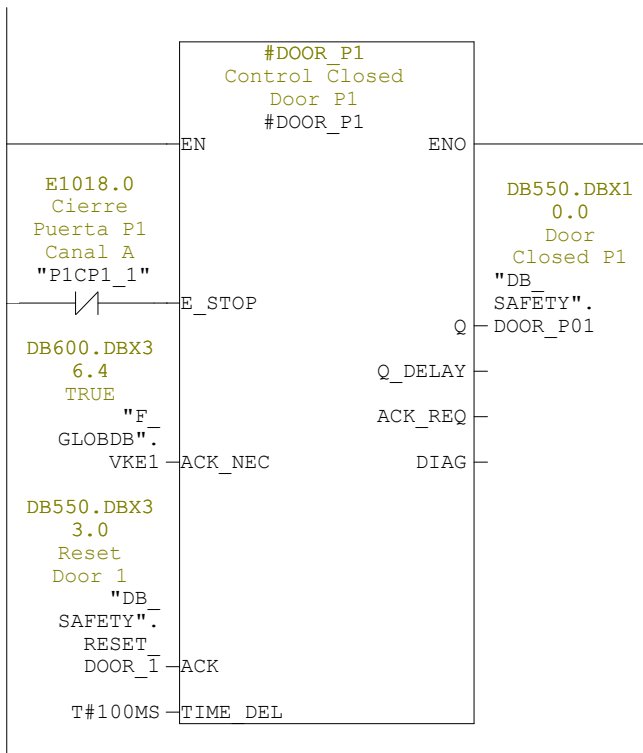 #DOOR_P1
Control Closed
Door P1
#DOOR_P1
EN
ENO
E1018.0
Cierre
Puerta P1
Canal A
"P1CP1_1"
E_STOP
DB550.DBX1
0.0
Door
Closed P1
"DB_
SAFETY".
Q
DOOR_P01
DB600.DBX3
6.4
TRUE
"F_
GLOBDB".
VKE1
ACK_NEC
Q_DELAY
ACK_REQ
DIAG
DB550.DBX3
3.0
Reset
Door 1
"DB_
SAFETY".
RESET_
DOOR_1
ACK
T#100MS
TIME_DEL